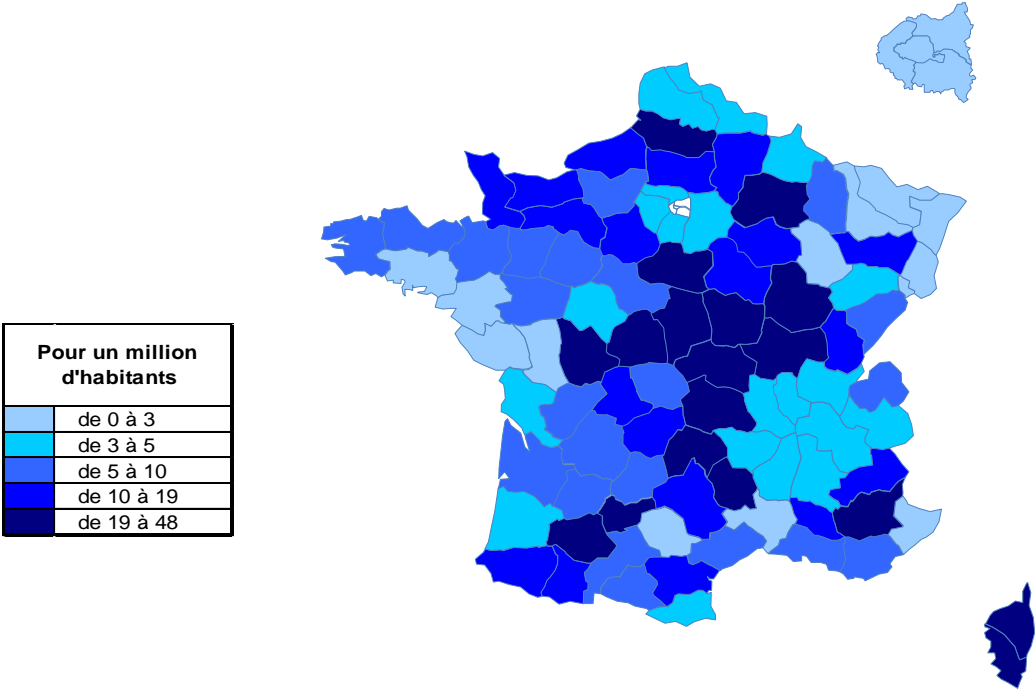 Pour un million
d'habitants
de 0 à 3
de 3 à 5
de 5 à 10
de 10 à 19
de 19 à 48